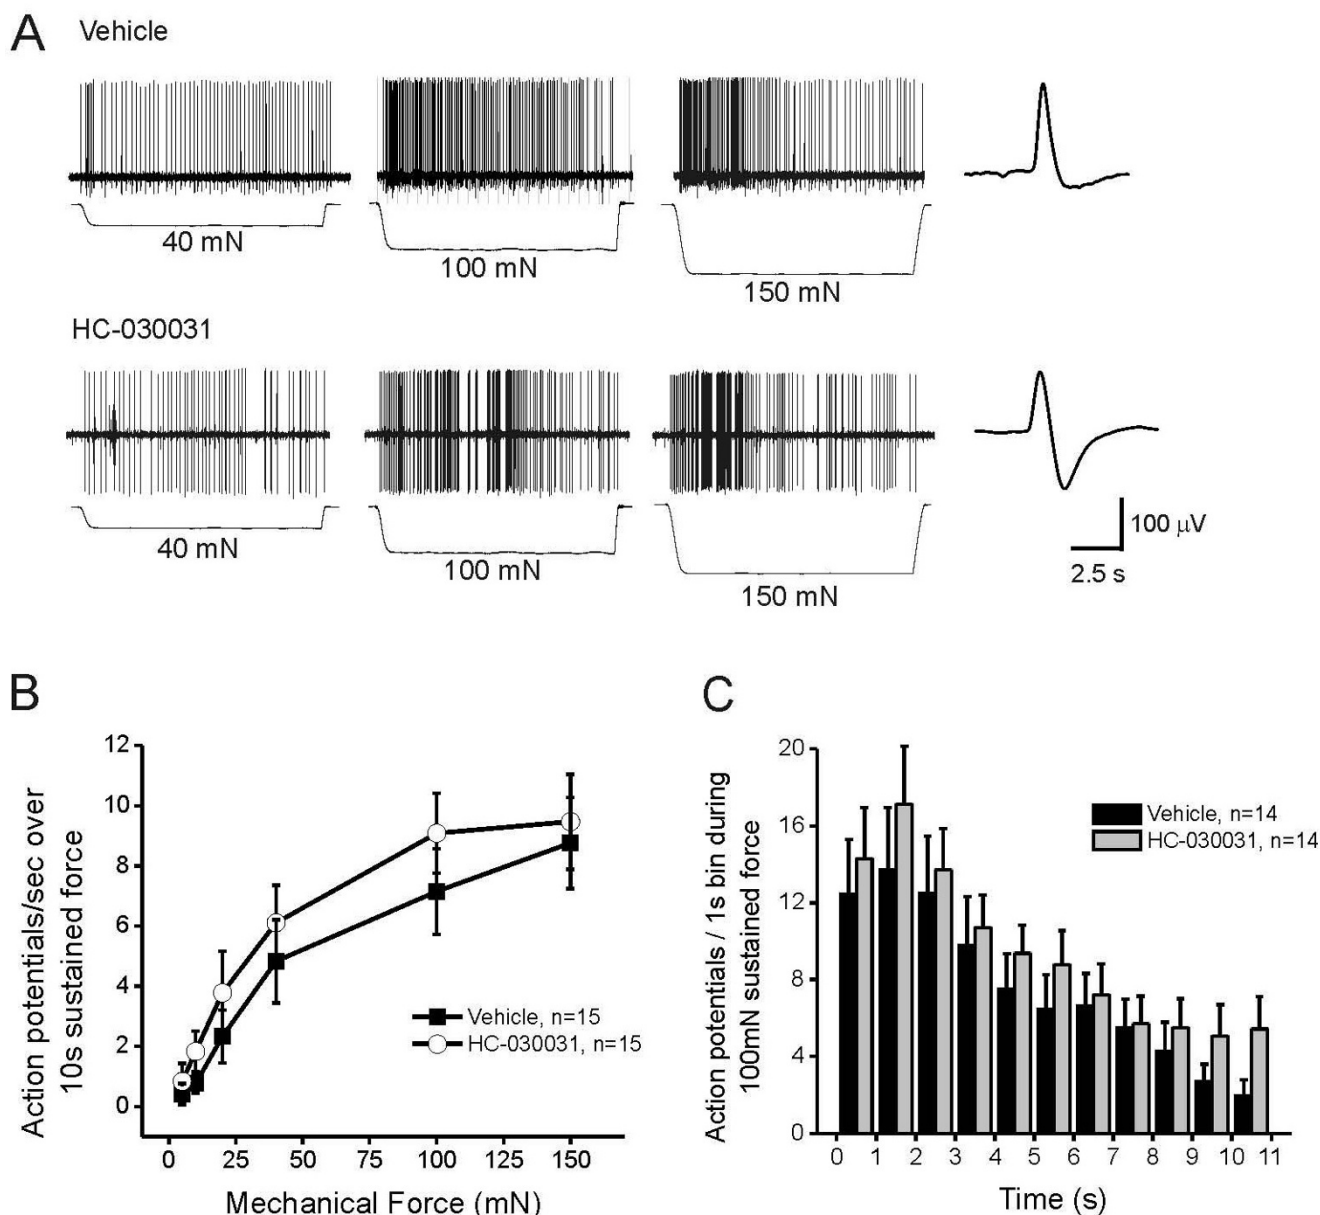 A
Vehicle
40 mN
100 mN
150 mN
HC-030031
40 mN
100 mN
150 mN
100 μV
2.5 s
B
Action potentials/sec over
10s sustained force
12
10
8
6
4
2
0
Vehicle, n=15
HC-030031, n=15
0 25 50 75 100 125 150
Mechanical Force (mN)
C
Action potentials / 1s bin during
100mN sustained force
20
16
12
8
4
0
Vehicle, n=14
HC-030031, n=14
0 1 2 3 4 5 6 7 8 9 10 11
Time (s)